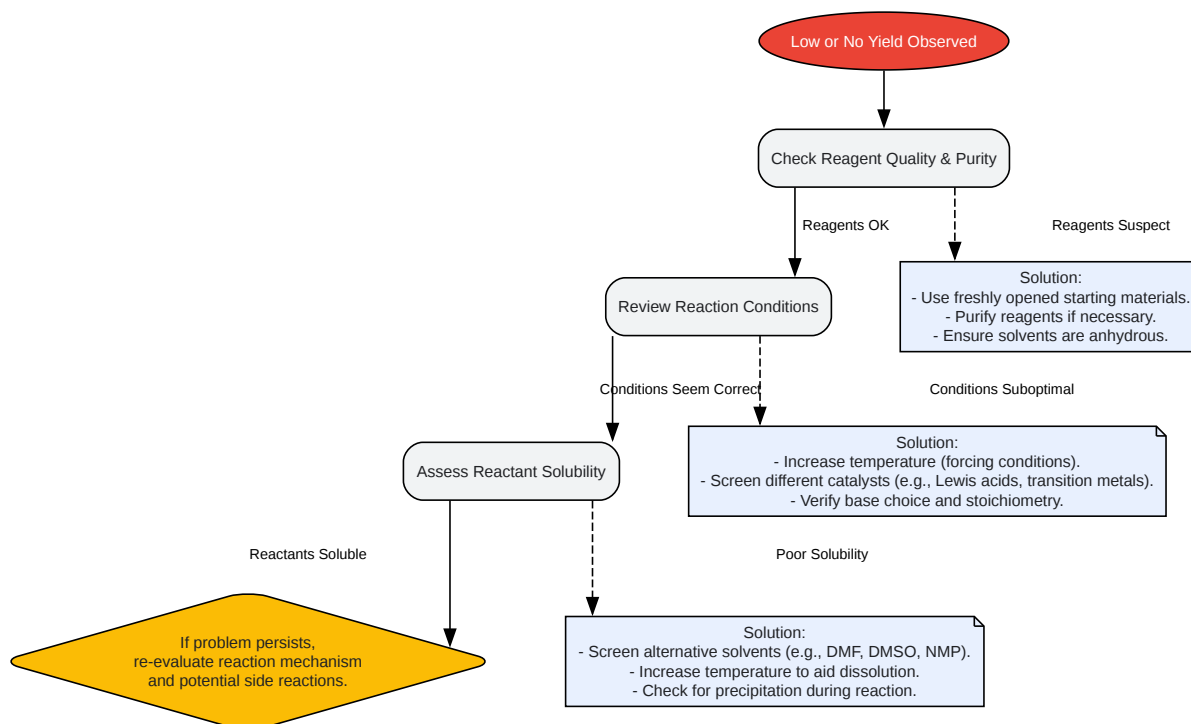 Low or No Yield Observed
Check Reagent Quality & Purity
Reagents OK
Reagents Suspect
Solution:
- Use freshly opened starting materials.
- Purify reagents if necessary.
- Ensure solvents are anhydrous.
Review Reaction Conditions
Conditions Seem Correct
Conditions Suboptimal
Solution:
- Increase temperature (forcing conditions).
- Screen different catalysts (e.g., Lewis acids, transition metals).
- Verify base choice and stoichiometry.
Assess Reactant Solubility
Reactants Soluble
Poor Solubility
If problem persists,
re-evaluate reaction mechanism
and potential side reactions.
Solution:
- Screen alternative solvents (e.g., DMF, DMSO, NMP).
- Increase temperature to aid dissolution.
- Check for precipitation during reaction.